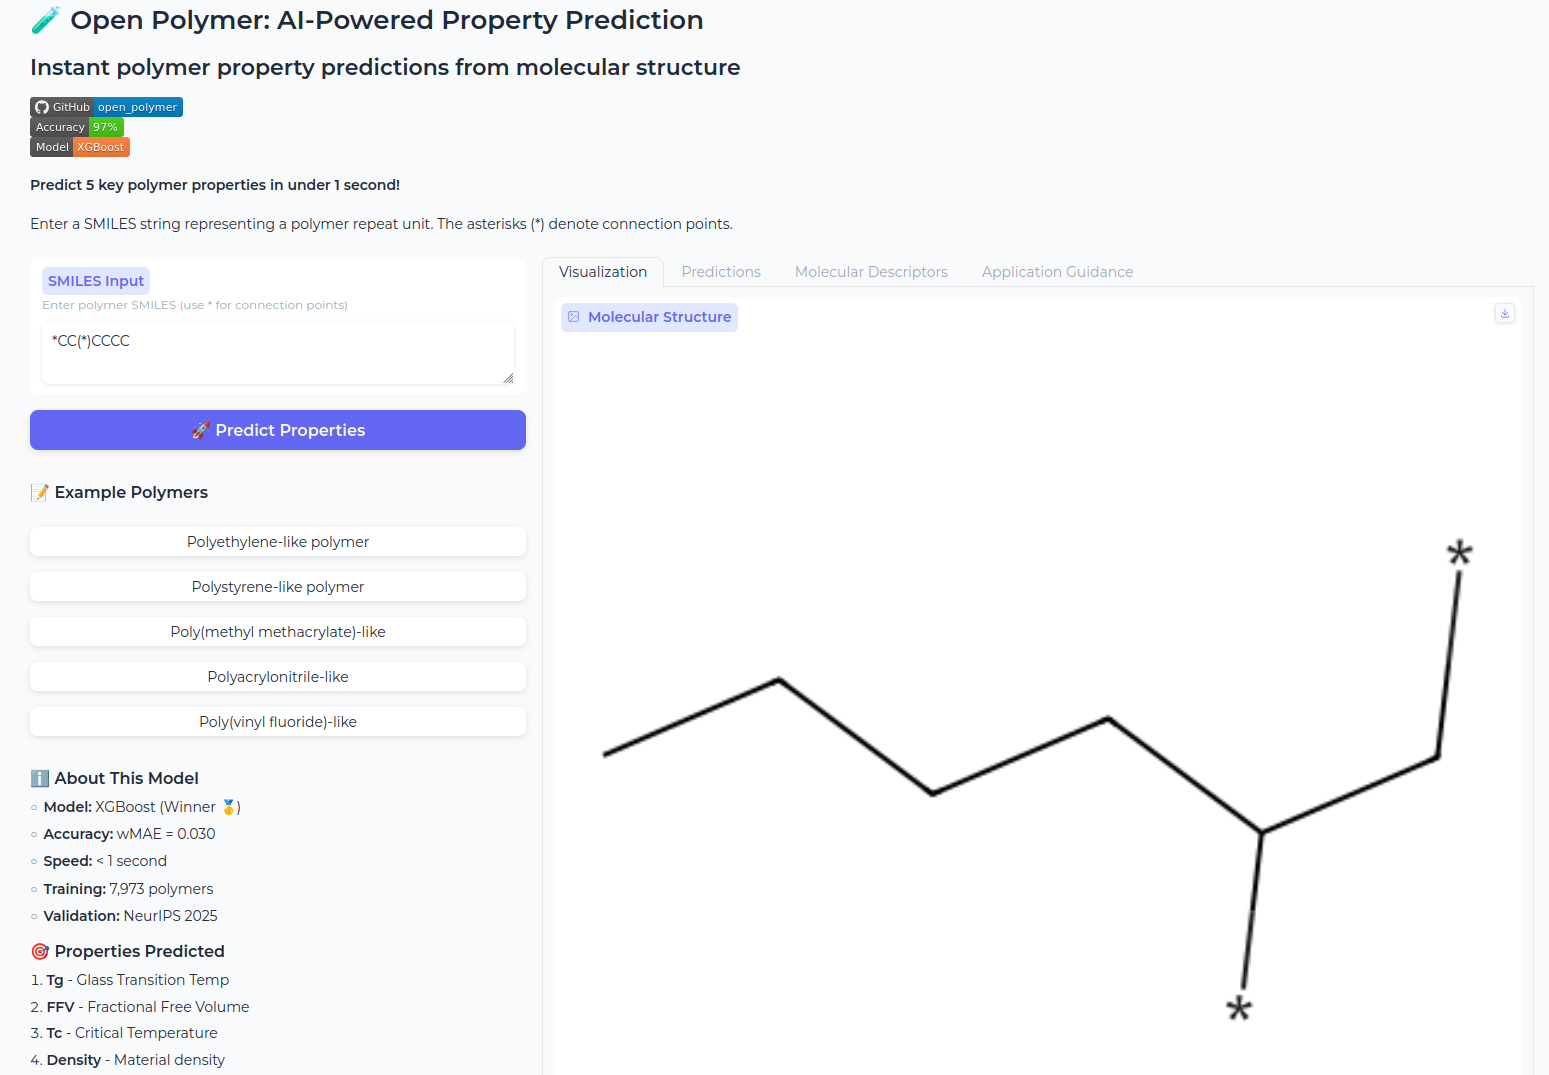 🧪 Open Polymer: AI-Powered Property Prediction
Instant polymer property predictions from molecular structure
GitHub open_polymer
Accuracy 97%
Model XGBoost
Predict 5 key polymer properties in under 1 second!
Enter a SMILES string representing a polymer repeat unit. The asterisks (*) denote connection points.
SMILES Input
Enter polymer SMILES (use * for connection points)
*CC(*)CCCC
🚀 Predict Properties
📝 Example Polymers
Polyethylene-like polymer
Polystyrene-like polymer
Poly(methyl methacrylate)-like
Polyacrylonitrile-like
Poly(vinyl fluoride)-like
ℹ️ About This Model
Model: XGBoost (Winner 🥇)
Accuracy: wMAE = 0.030
Speed: < 1 second
Training: 7,973 polymers
Validation: NeurIPS 2025
🎯 Properties Predicted
1. Tg - Glass Transition Temp
2. FFV - Fractional Free Volume
3. Tc - Critical Temperature
4. Density - Material density
Visualization Predictions Molecular Descriptors Application Guidance
Molecular Structure
*
*